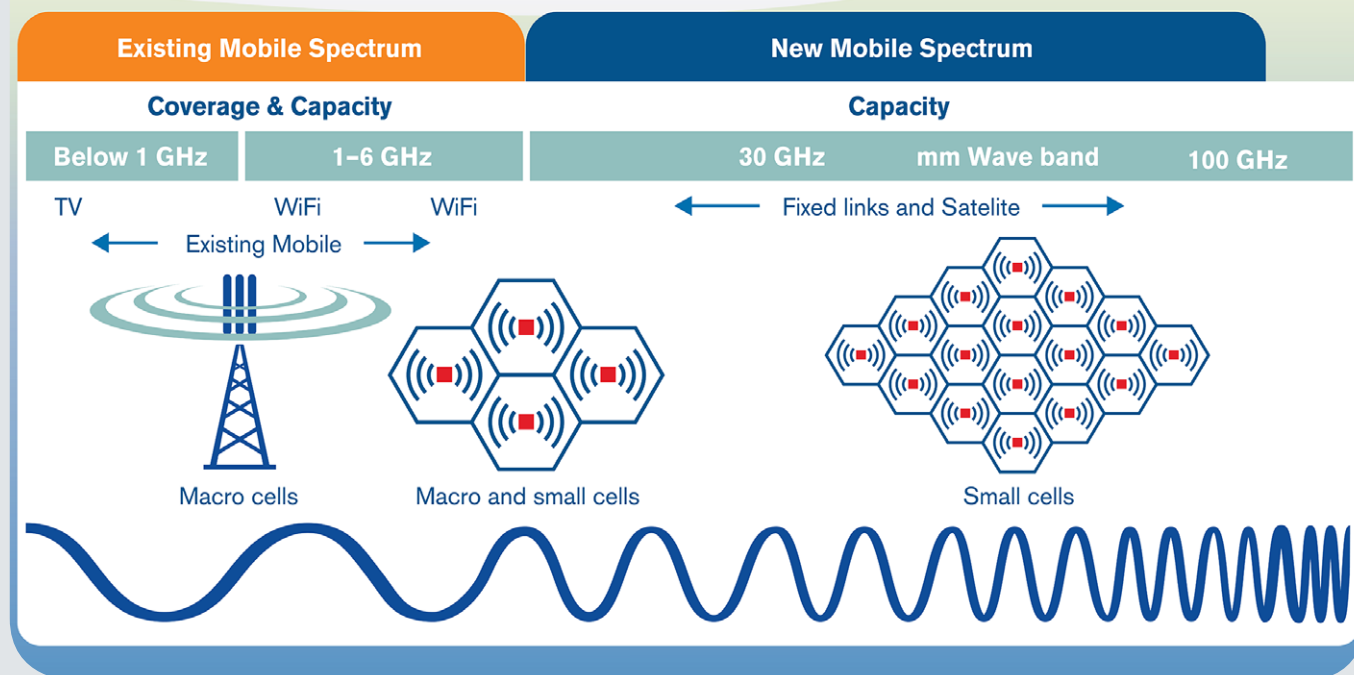 Existing Mobile Spectrum
New Mobile Spectrum
Coverage & Capacity
Capacity
Below 1 GHz
1–6 GHz
30 GHz
mm Wave band
100 GHz
TV
WiFi
WiFi
Fixed links and Satelite
Existing Mobile
Macro cells
Macro and small cells
Small cells